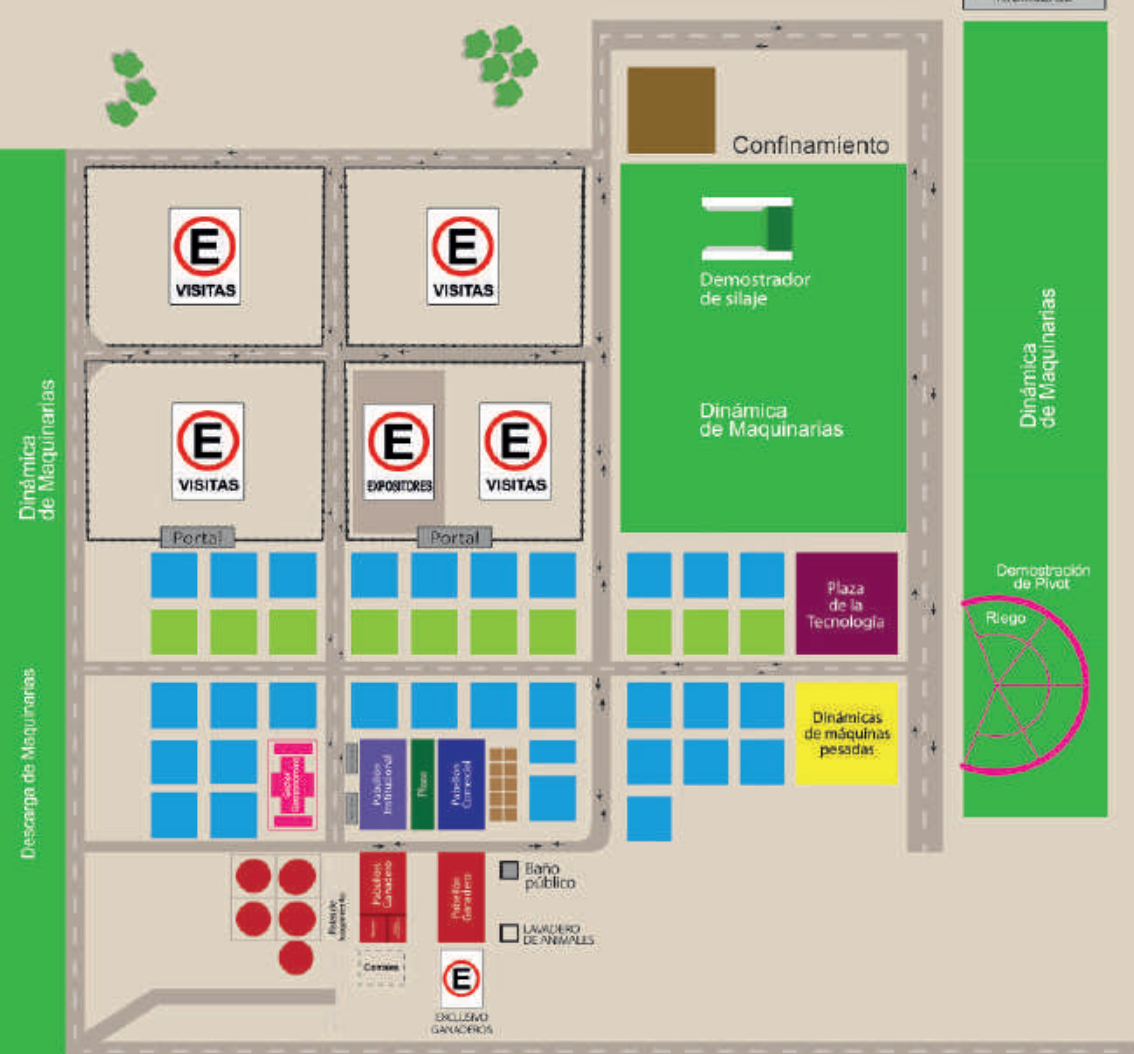 Confinamiento
E
VISITAS
E
VISITAS
Demostrador
de silaje
Dinámica
de Maquinarias
Dinámica
de Maquinarias
Dinámica
de Maquinarias
E
VISITAS
E
EXPOSITORES
E
VISITAS
Portal
Portal
Demostración
de Pivot
Riego
Plaza
de la
Tecnología
Descarga de Maquinarias
Dinámicas
de máquinas
pesadas
Pabellón
Institucional
Plaza
Pabellón
Comercial
Pabellón
Ganadero
Pabellón
Ganadero
Baño
público
LAVADERO
DE ANIMALES
Corrales
E
EXCLUSIVO
GANADEROS